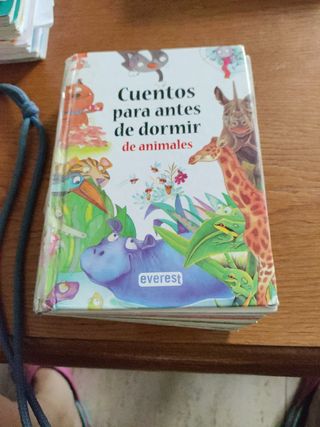 Cuentos
para antes
de dormir
de animales
everest